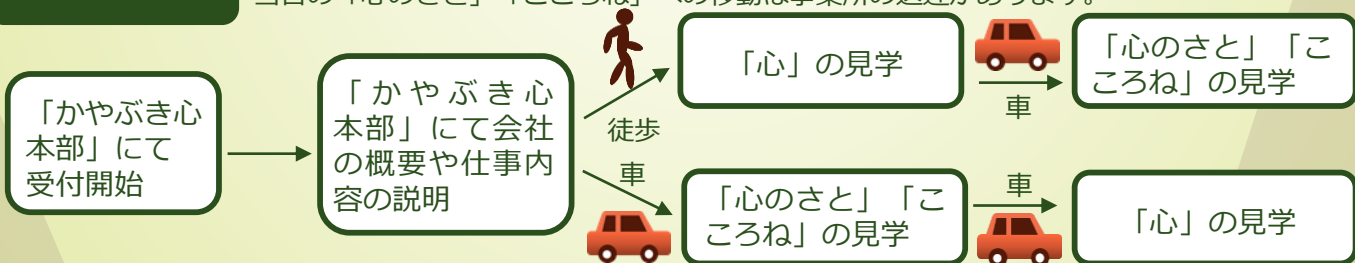 「かやぶき心
本部」にて
受付開始
「かやぶき心
本部」にて会社
の概要や仕事内
容の説明
徒歩
車
「心」の見学
車
「心のさと」「こ
ころね」の見学
「心のさと」「こ
ころね」の見学
車
「心」の見学